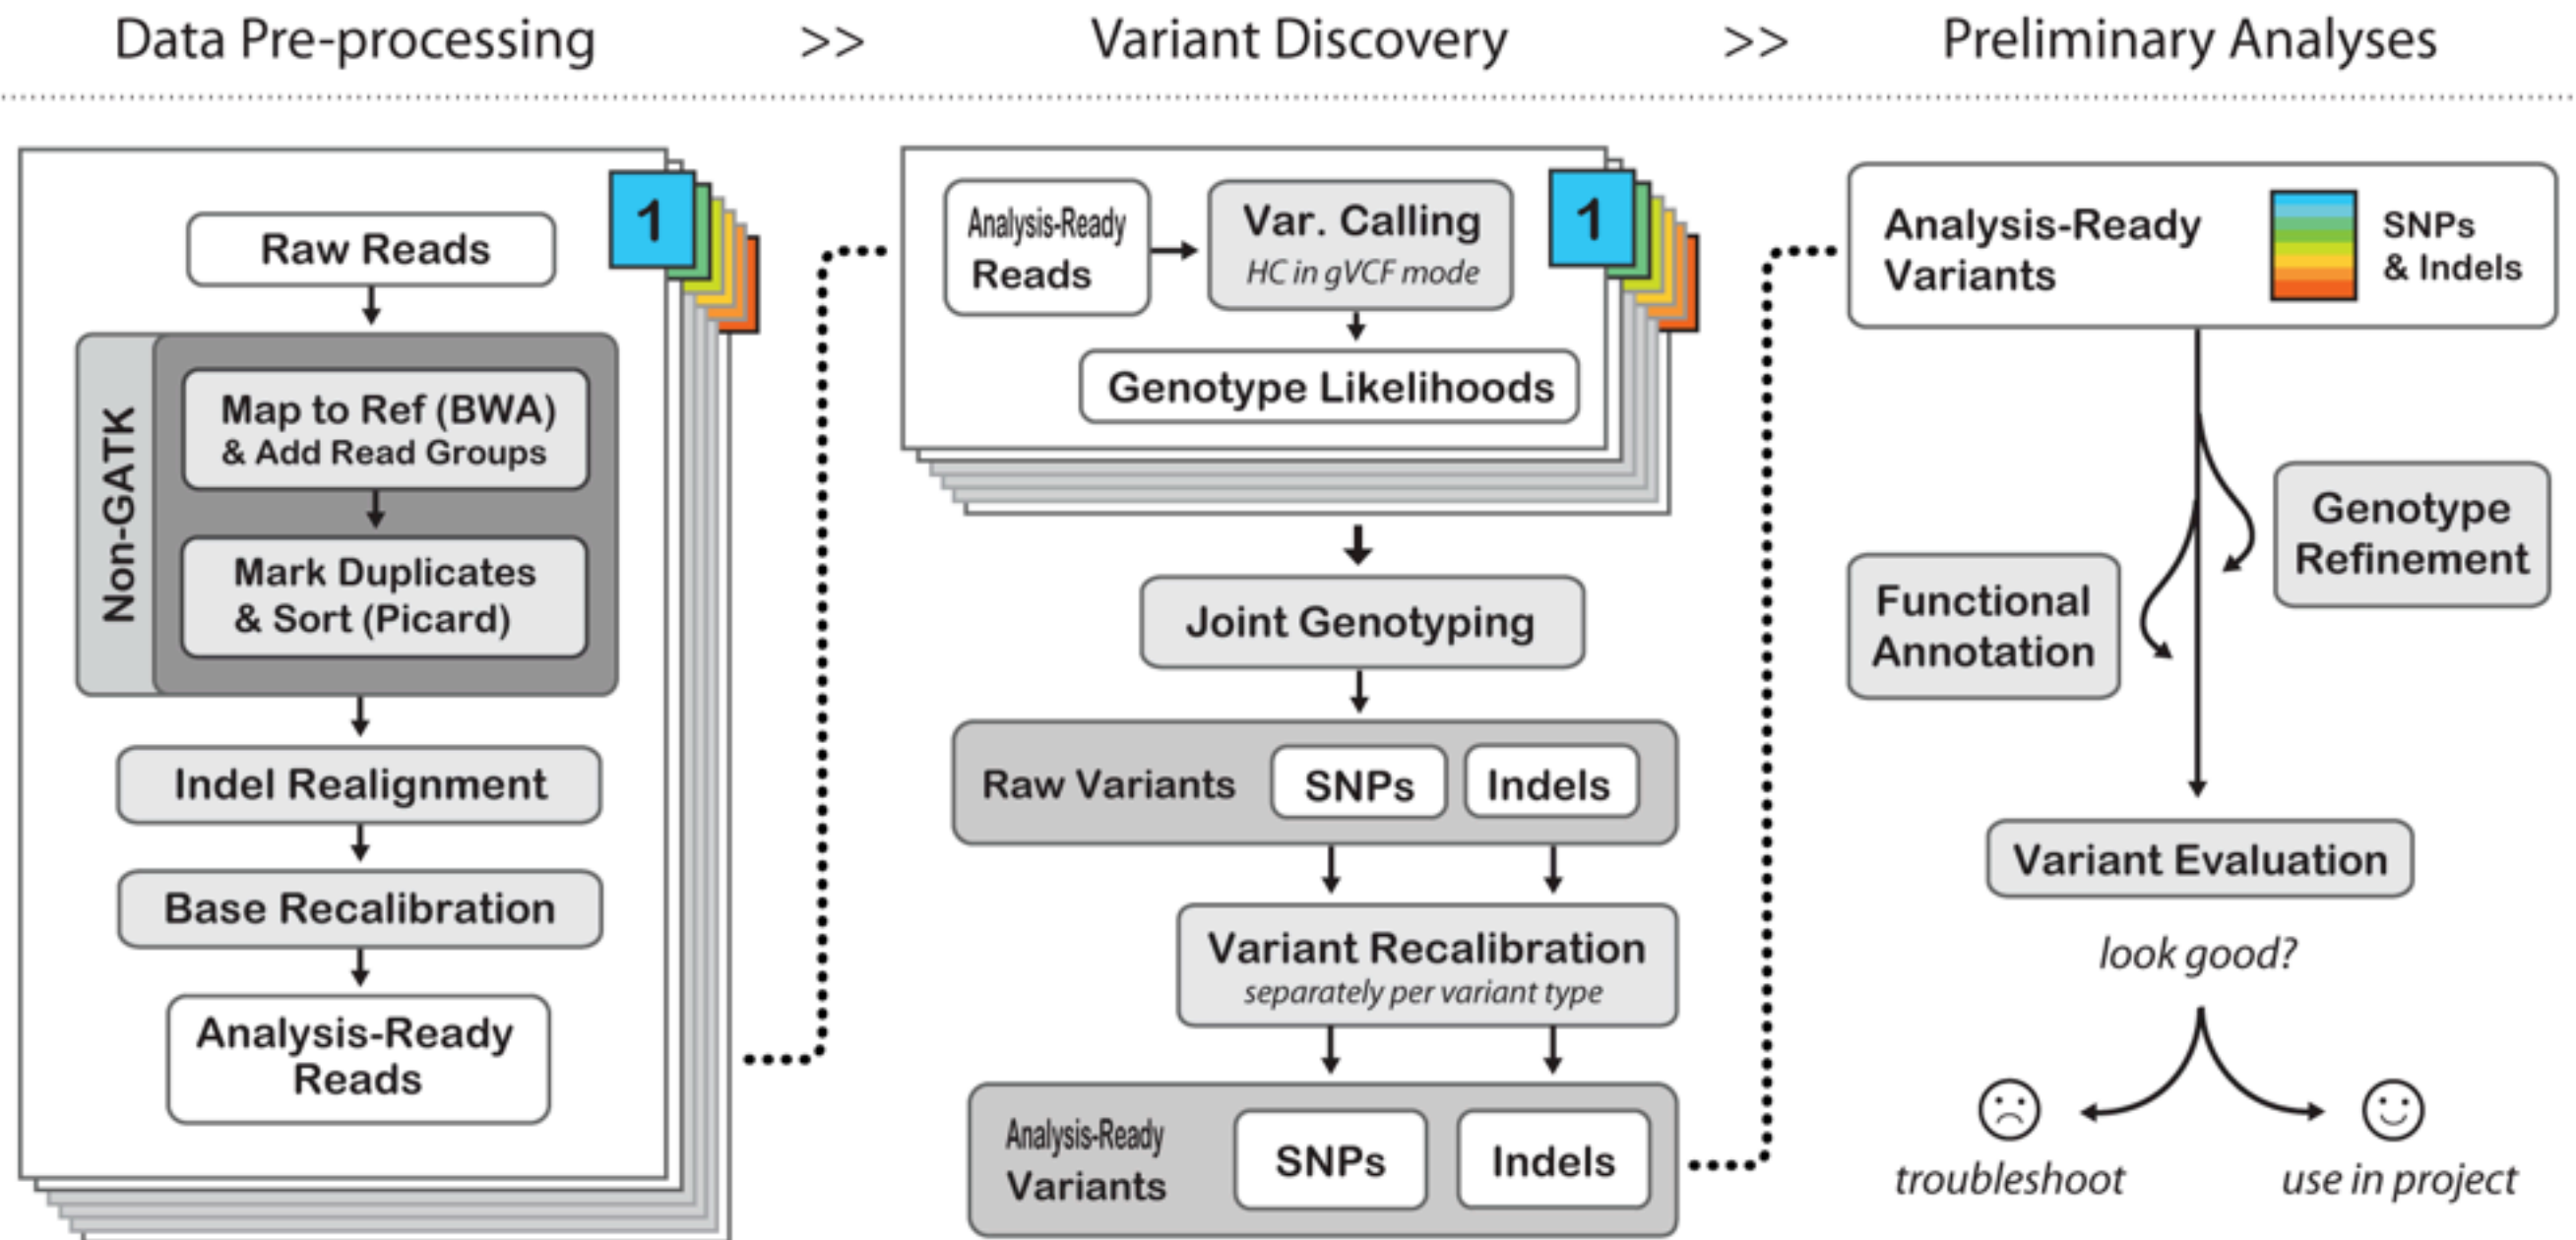 Data Pre-processing >> Variant Discovery >> Preliminary Analyses
1
Raw Reads
Non-GATK
Map to Ref (BWA)
& Add Read Groups
Mark Duplicates
& Sort (Picard)
Indel Realignment
Base Recalibration
Analysis-Ready
Reads
1
Analysis-Ready
Reads
Var. Calling
HC in gVCF mode
Genotype Likelihoods
Joint Genotyping
Raw Variants SNPs Indels
Variant Recalibration
separately per variant type
Analysis-Ready
Variants
SNPs Indels
Analysis-Ready
Variants
SNPs
& Indels
Genotype
Refinement
Functional
Annotation
Variant Evaluation
look good?
troubleshoot use in project